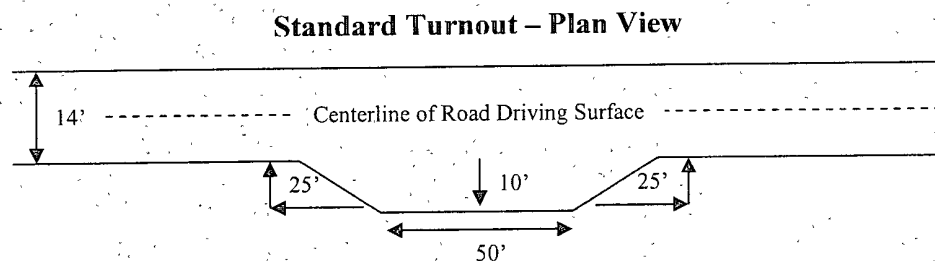 Standard Turnout – Plan View
14' Centerline of Road Driving Surface
25' 10' 25'
50'